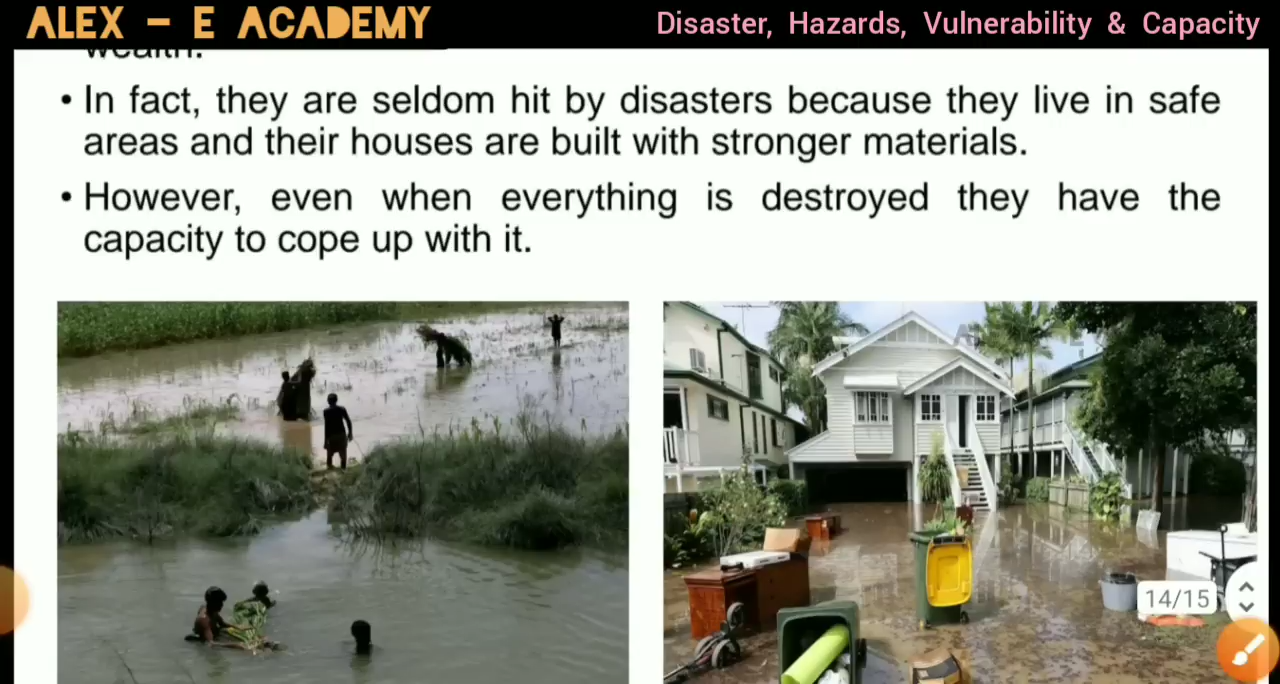 ALEX - E ACADEMY
Disaster, Hazards, Vulnerability & Capacity
wealth.
• In fact, they are seldom hit by disasters because they live in safe
areas and their houses are built with stronger materials.
• However, even when everything is destroyed they have the
capacity to cope up with it.
14/15